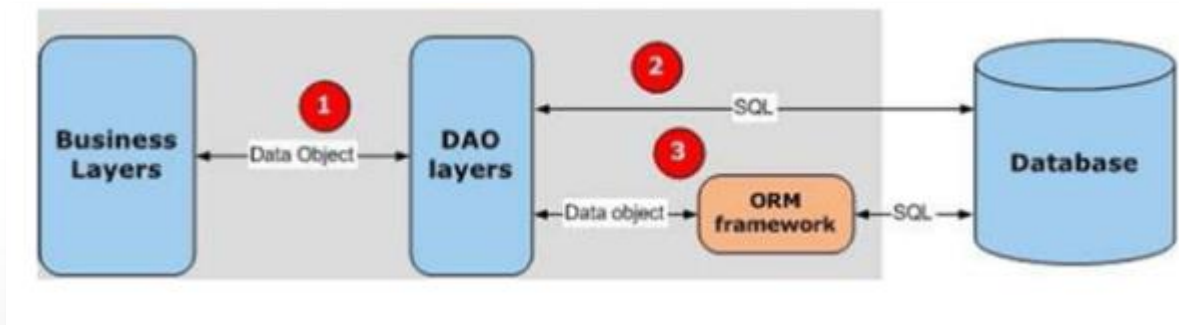 Business
Layers
1
Data Object
DAO
layers
2
SQL
3
Data object
ORM
framework
SQL
Database